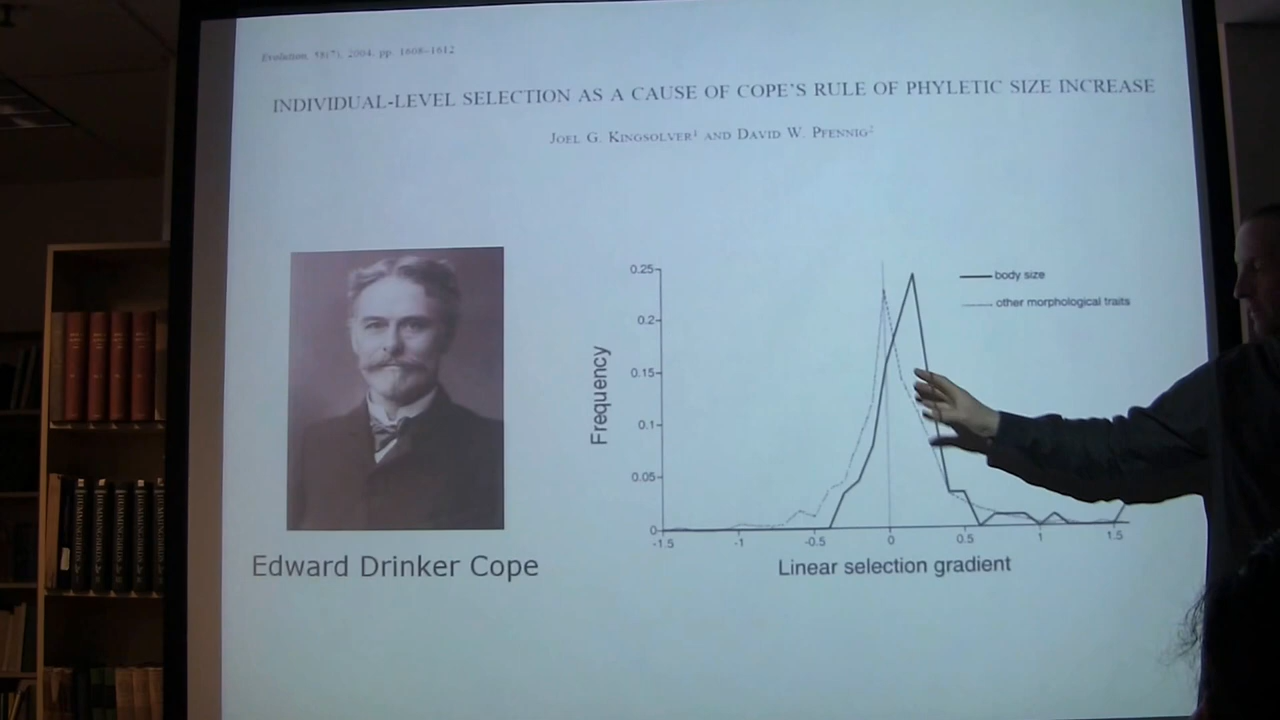 Evolution, 58(7), 2004, pp. 1608–1612
INDIVIDUAL-LEVEL SELECTION AS A CAUSE OF COPE'S RULE OF PHYLETIC SIZE INCREASE
JOEL G. KINGSOLVER1 AND DAVID W. PFENNIG2
Edward Drinker Cope
Frequency
0.25
0.2
0.15
0.1
0.05
0
-1.5
-1
-0.5
0
0.5
1
1.5
Linear selection gradient
body size
other morphological traits